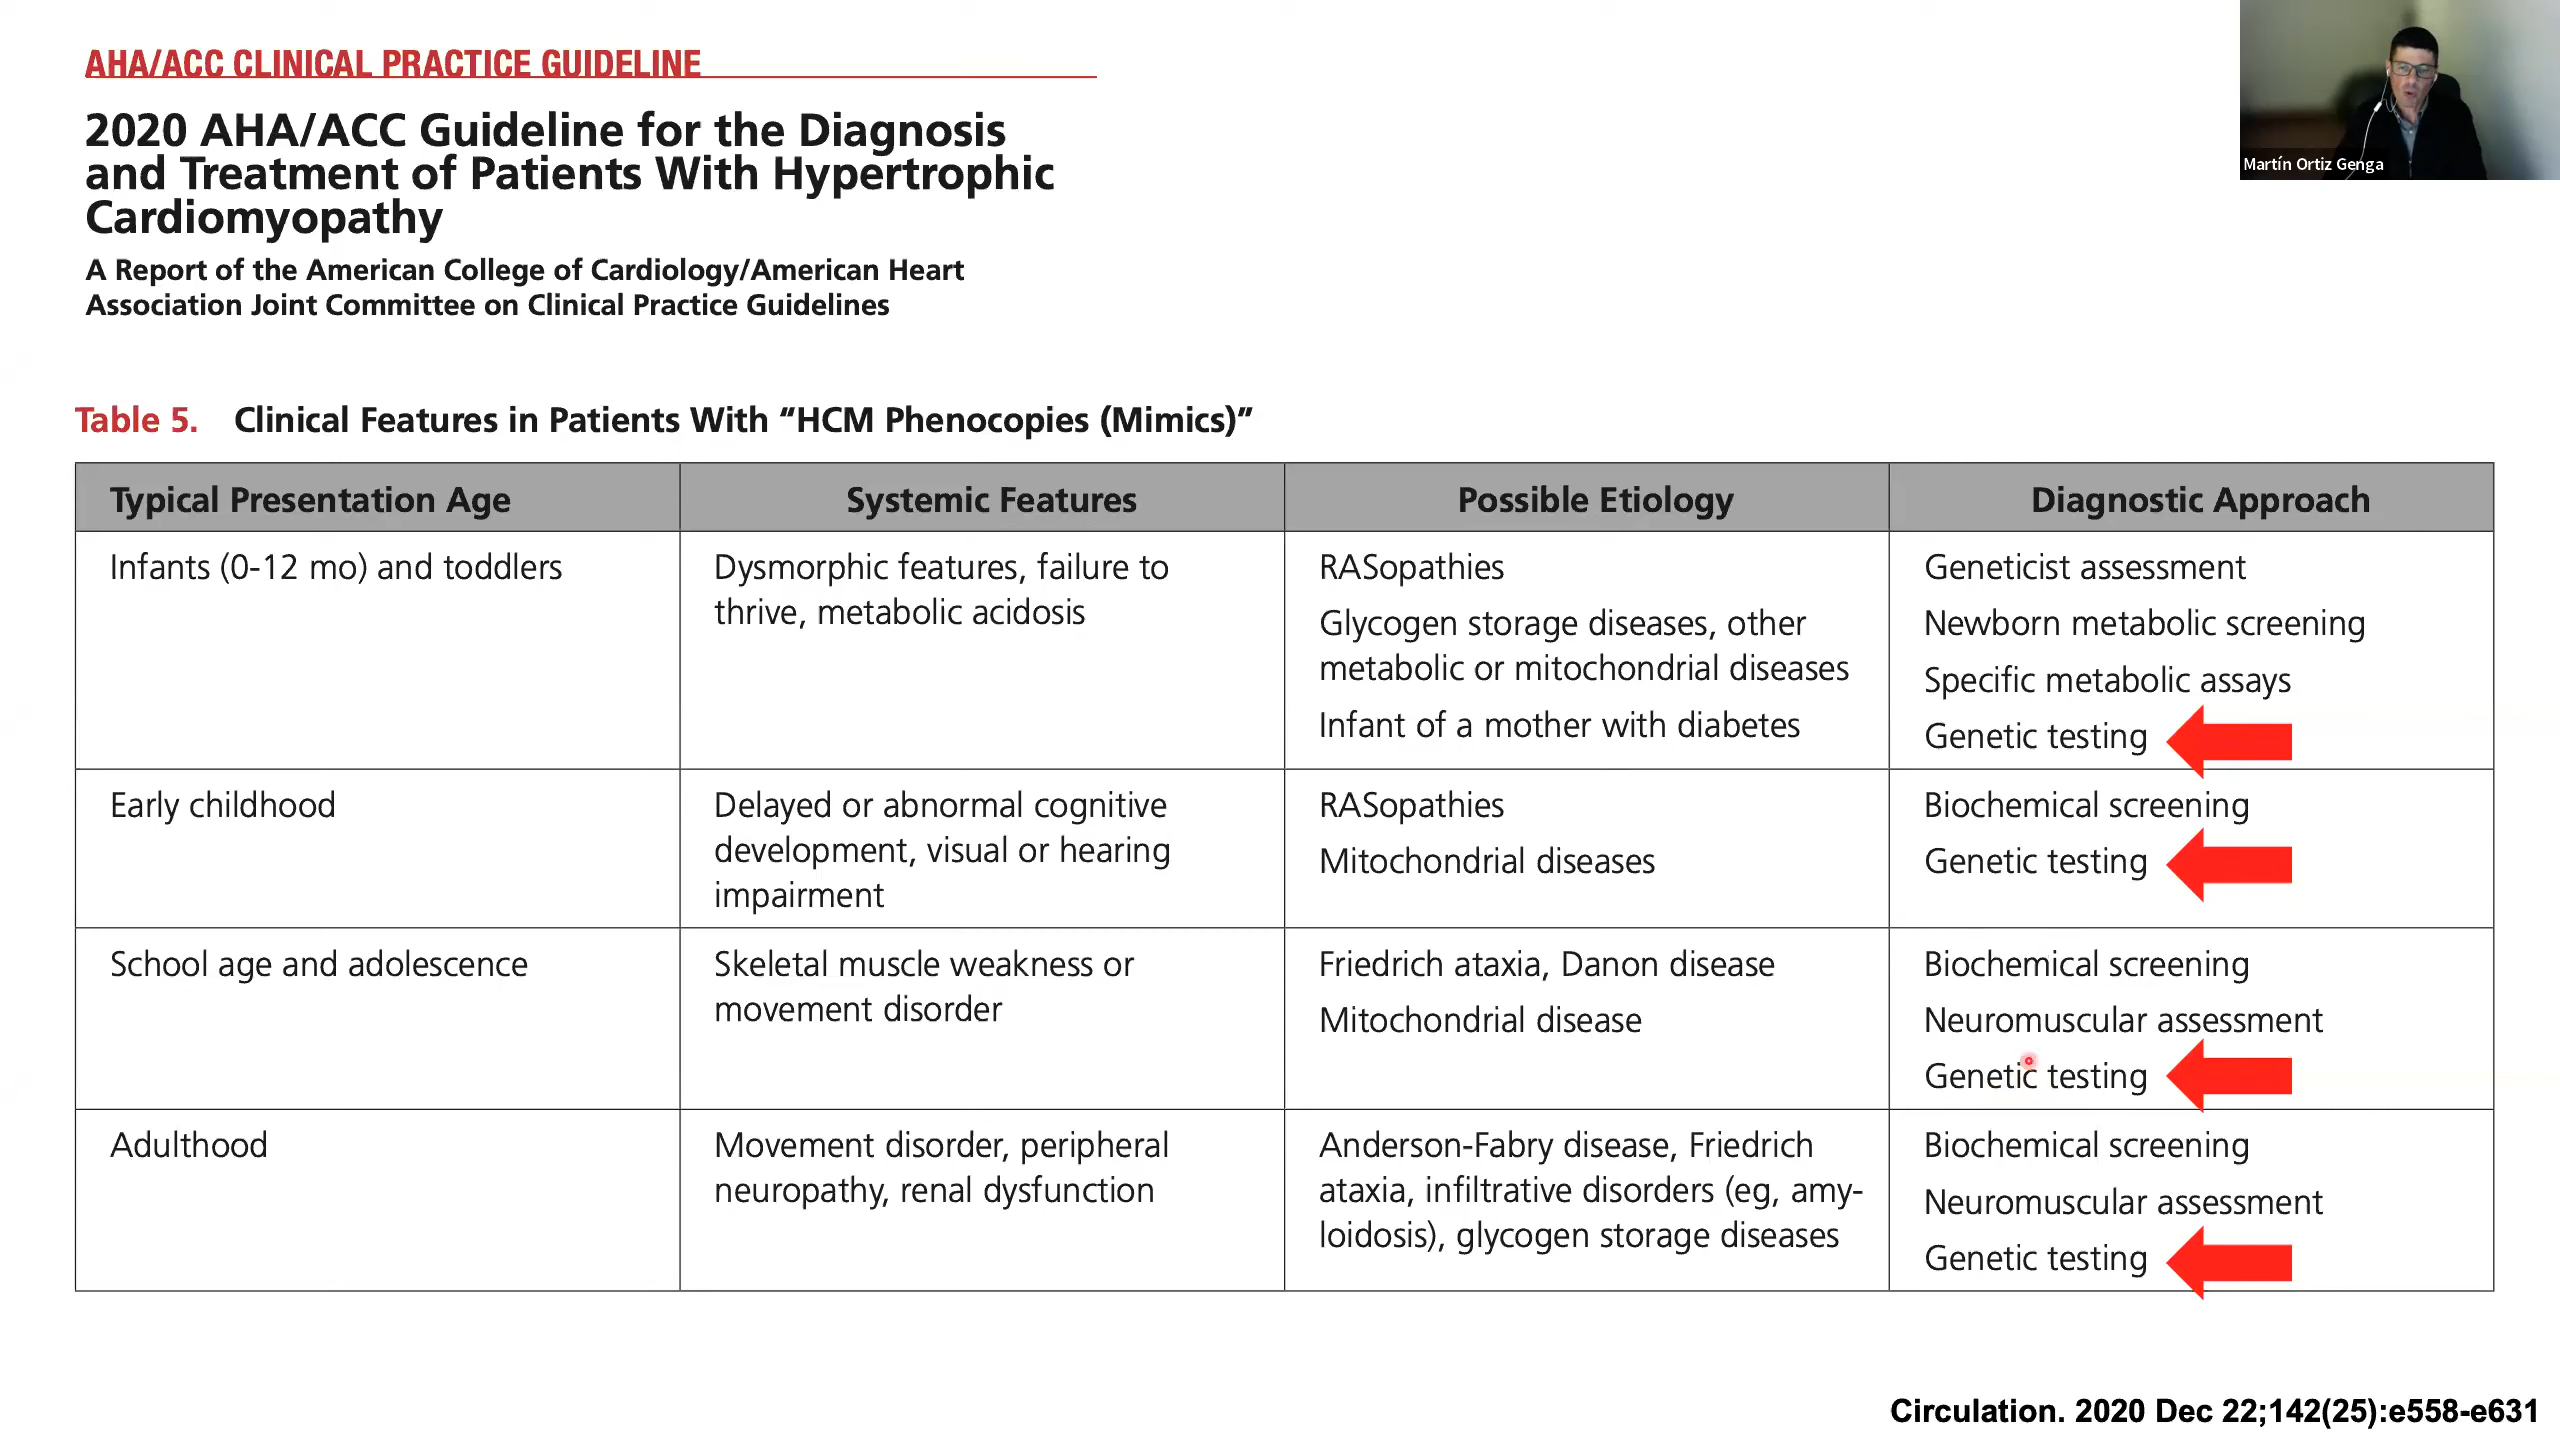 AHA/ACC CLINICAL PRACTICE GUIDELINE
2020 AHA/ACC Guideline for the Diagnosis
and Treatment of Patients With Hypertrophic
Cardiomyopathy
A Report of the American College of Cardiology/American Heart
Association Joint Committee on Clinical Practice Guidelines
Martín Ortiz Genga
Table 5. Clinical Features in Patients With “HCM Phenocopies (Mimics)”
Typical Presentation Age
Systemic Features
Possible Etiology
Diagnostic Approach
Infants (0-12 mo) and toddlers
Dysmorphic features, failure to
thrive, metabolic acidosis
RASopathies
Glycogen storage diseases, other
metabolic or mitochondrial diseases
Infant of a mother with diabetes
Geneticist assessment
Newborn metabolic screening
Specific metabolic assays
Genetic testing
Early childhood
Delayed or abnormal cognitive
development, visual or hearing
impairment
RASopathies
Mitochondrial diseases
Biochemical screening
Genetic testing
School age and adolescence
Skeletal muscle weakness or
movement disorder
Friedrich ataxia, Danon disease
Mitochondrial disease
Biochemical screening
Neuromuscular assessment
Genetic testing
Adulthood
Movement disorder, peripheral
neuropathy, renal dysfunction
Anderson-Fabry disease, Friedrich
ataxia, infiltrative disorders (eg, amy-
loidosis), glycogen storage diseases
Biochemical screening
Neuromuscular assessment
Genetic testing
Circulation. 2020 Dec 22;142(25):e558-e631